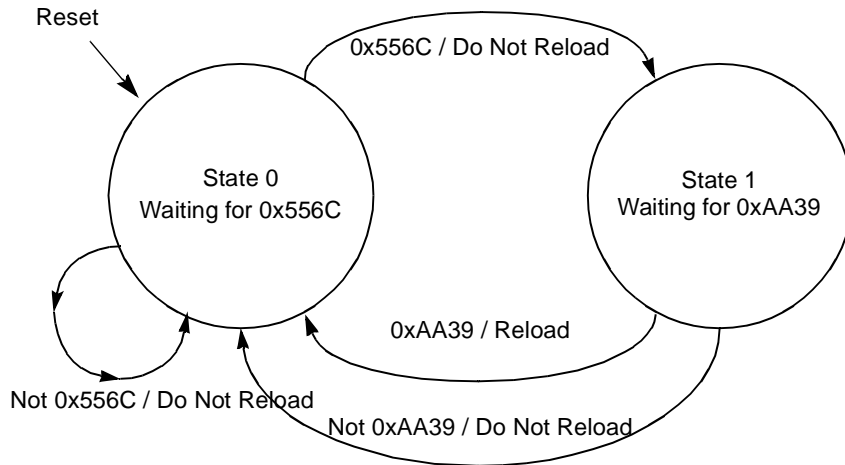 Reset
0x556C / Do Not Reload
State 0
Waiting for 0x556C
State 1
Waiting for 0xAA39
0xAA39 / Reload
Not 0x556C / Do Not Reload
Not 0xAA39 / Do Not Reload